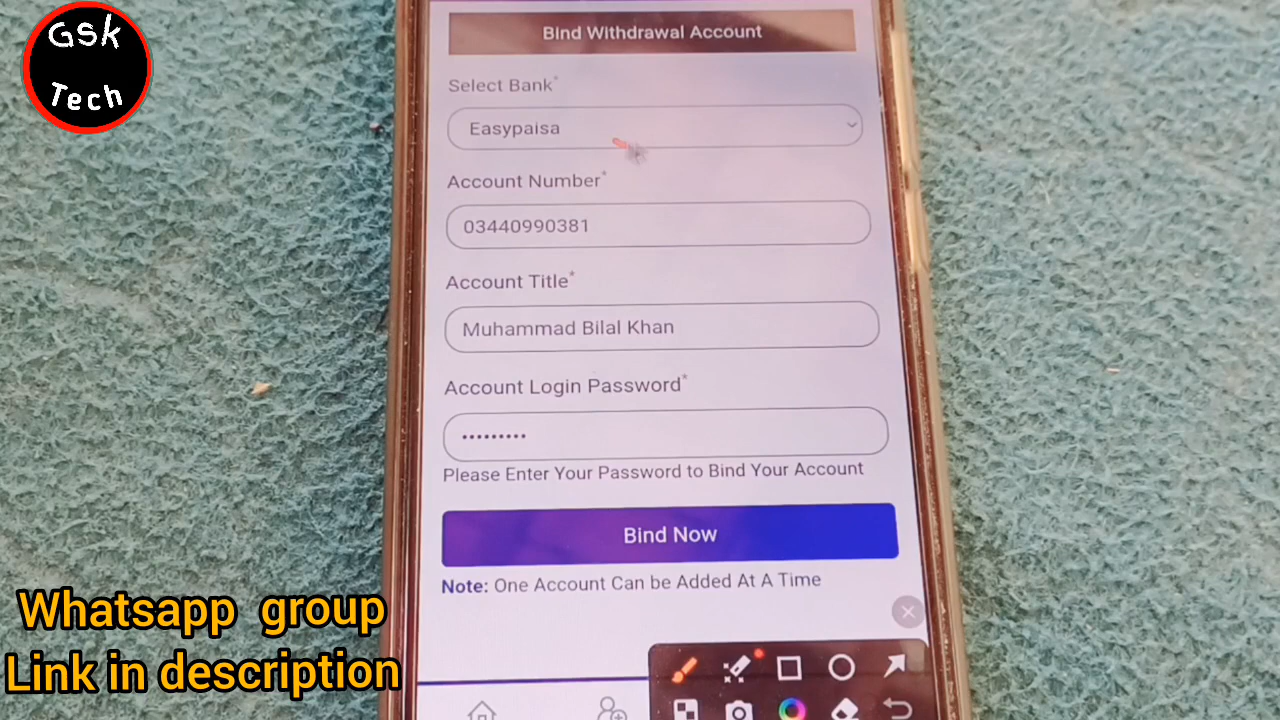 Gsk
Tech
Bind Withdrawal Account
Select Bank*
Easypaisa
Account Number*
03440990381
Account Title*
Muhammad Bilal Khan
Account Login Password*
•••••••••
Please Enter Your Password to Bind Your Account
Bind Now
Note: One Account Can be Added At A Time
Whatsapp group
Link in description